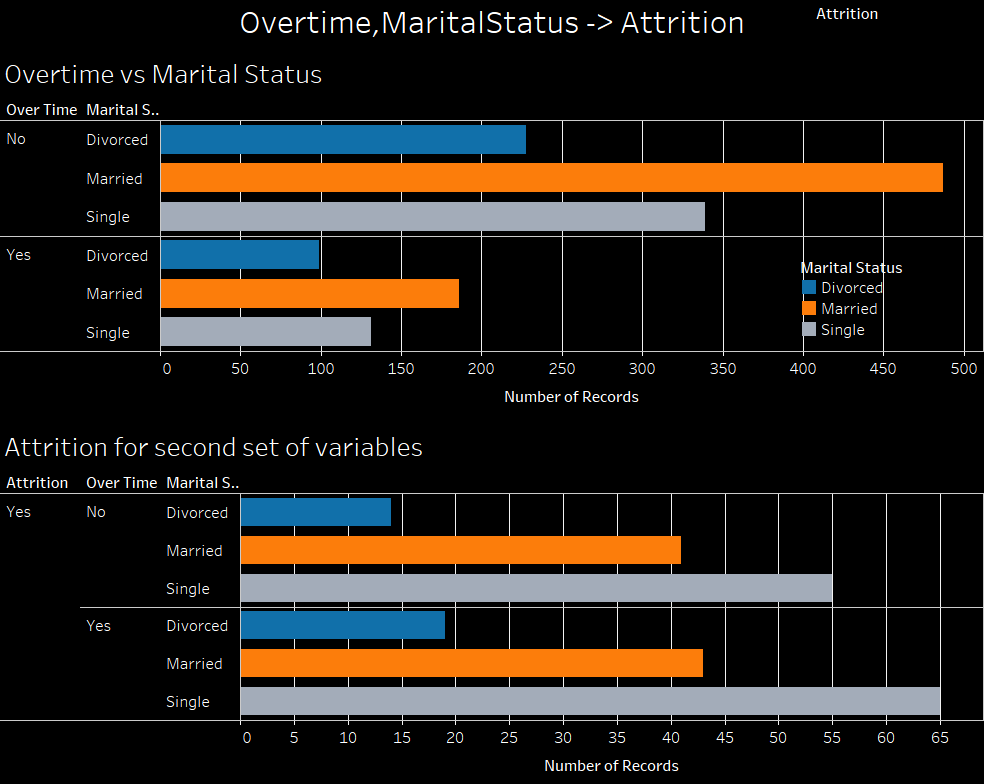 Overtime,MaritalStatus -> Attrition
Attrition
Overtime vs Marital Status
Over Time Marital S..
No Divorced
Married
Single
Yes Divorced
Married
Single
Marital Status
Divorced
Married
Single
0 50 100 150 200 250 300 350 400 450 500
Number of Records
Attrition for second set of variables
Attrition Over Time Marital S..
Yes No Divorced
Married
Single
Yes Divorced
Married
Single
0 5 10 15 20 25 30 35 40 45 50 55 60 65
Number of Records